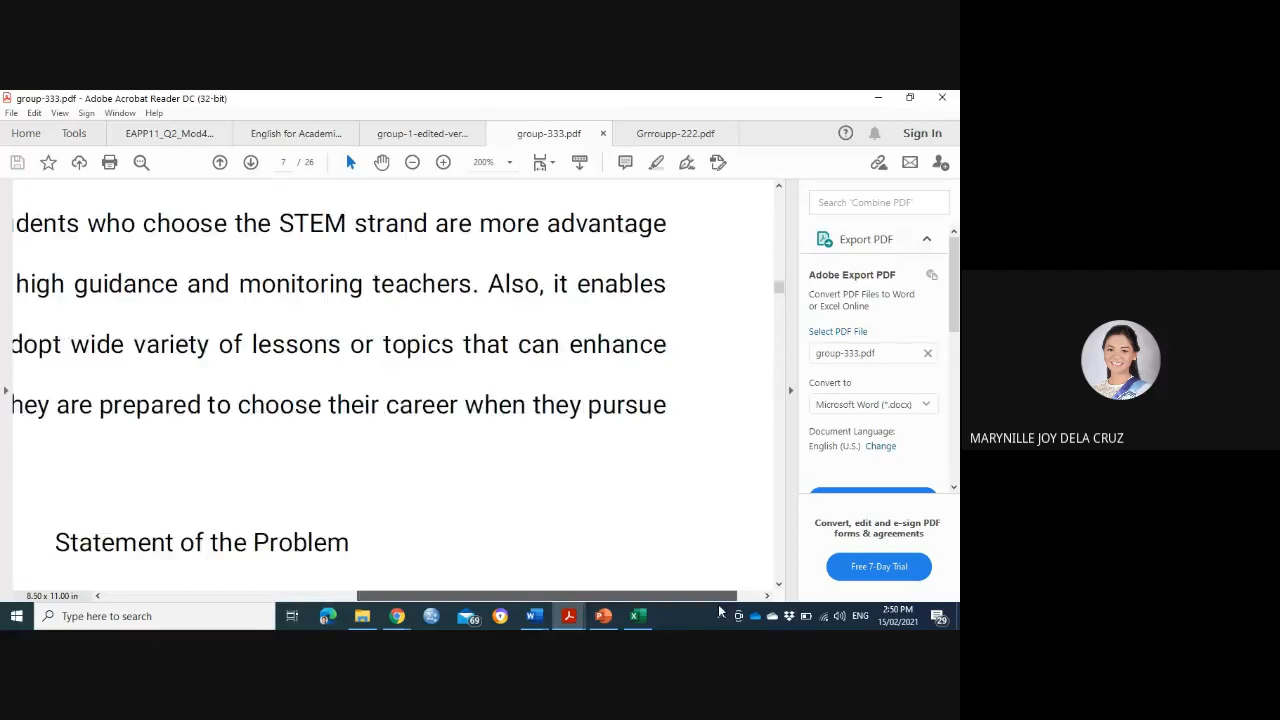 group-333.pdf - Adobe Acrobat Reader DC (32-bit)
File Edit View Sign Window Help
Home Tools EAPP11_Q2_Mod4... English for Academi... group-1-edited-ver... group-333.pdf × Grrroupp-222.pdf Sign In
7 / 26 200%
who choose the STEM strand are more advantage
high guidance and monitoring teachers. Also, it enables
wide variety of lessons or topics that can enhance
are prepared to choose their career when they pursue
Statement of the Problem
8.50 x 11.00 in
Search 'Combine PDF'
Export PDF
Adobe Export PDF
Convert PDF Files to Word
or Excel Online
Select PDF File
group-333.pdf
Convert to
Microsoft Word (*.docx)
Document Language:
English (U.S.) Change
Convert, edit and e-sign PDF
forms & agreements
Free 7-Day Trial
Type here to search
69
ENG
2:50 PM
15/02/2021
29
MARYNILLE JOY DELA CRUZ